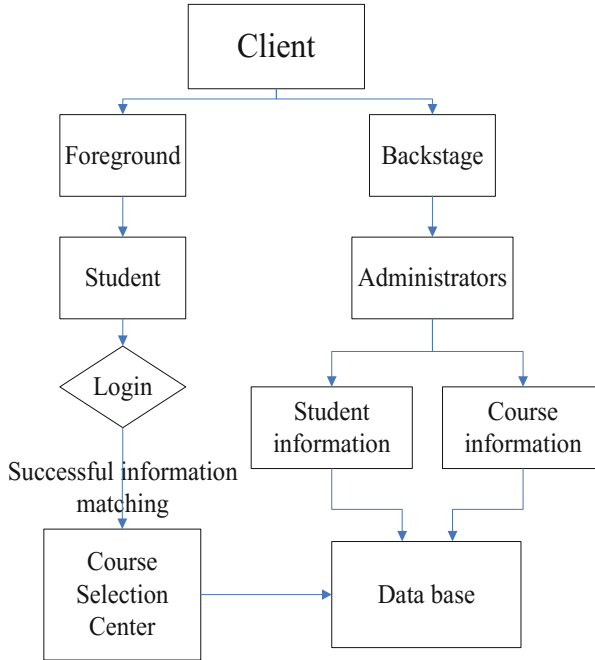 Client
Foreground
Backstage
Student
Administrators
Login
Student
information
Course
information
Successful information
matching
Course
Selection
Center
Data base